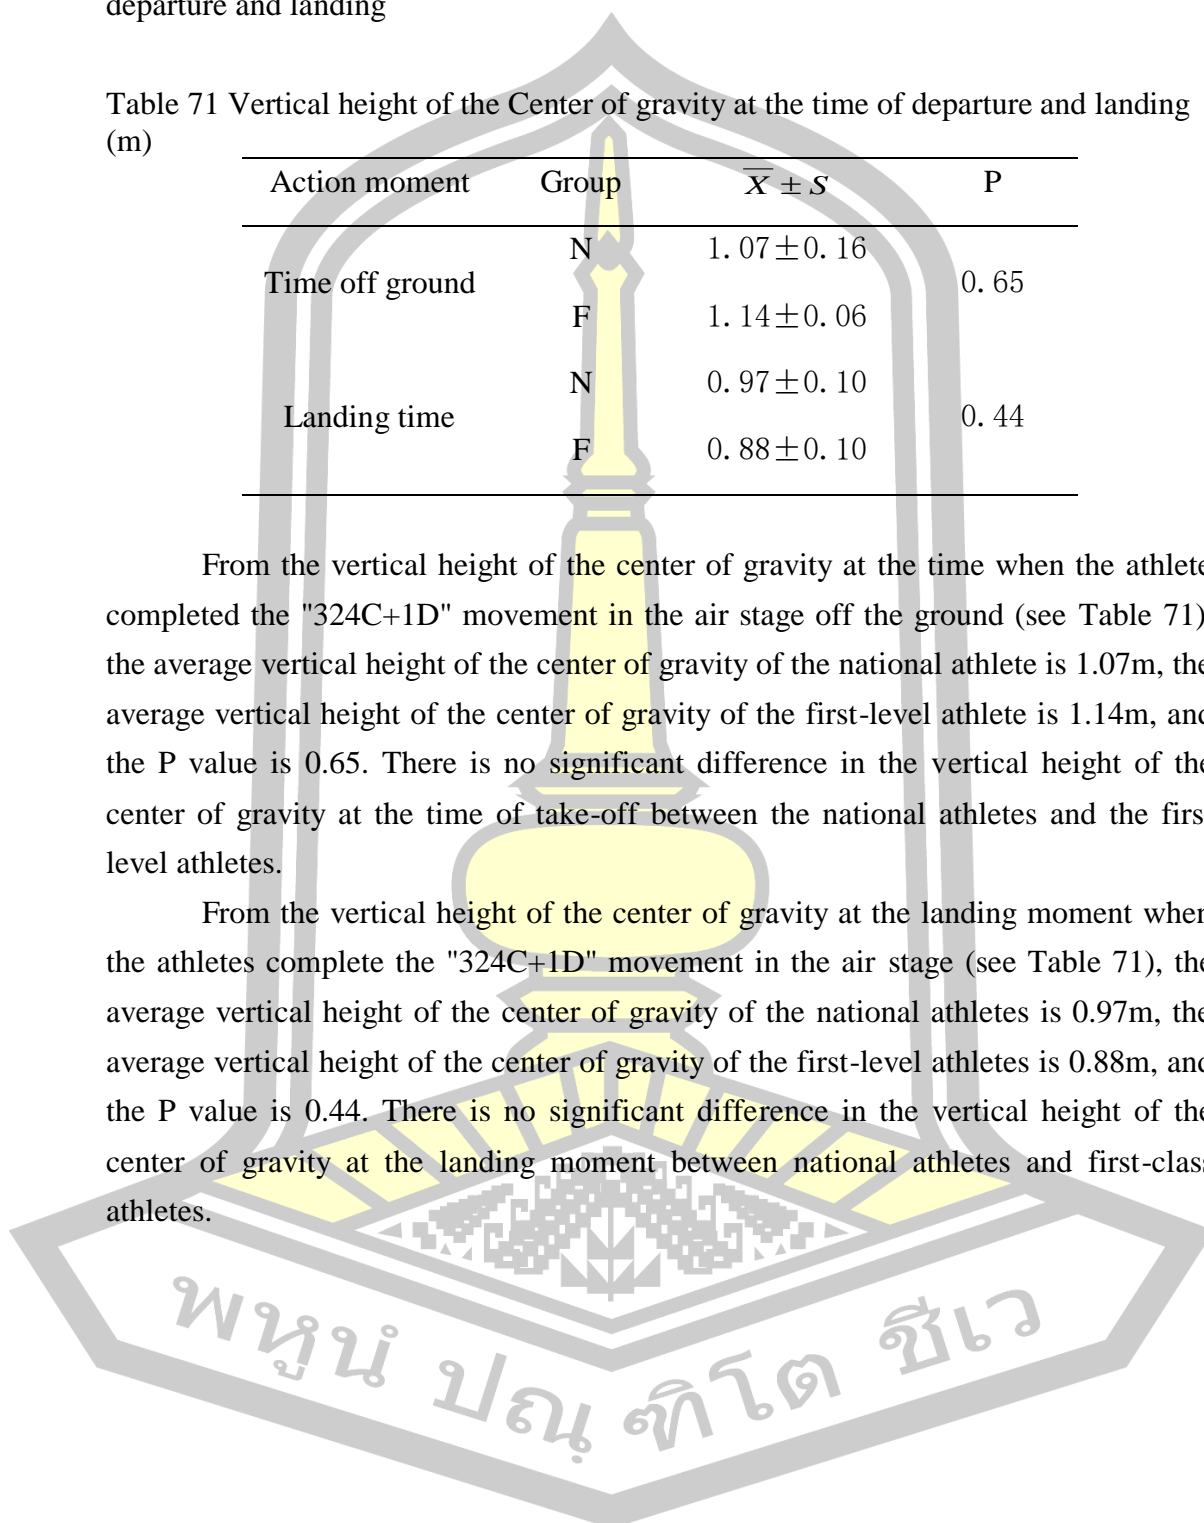 departure and landing
Table 71 Vertical height of the Center of gravity at the time of departure and landing
(m)
Action moment Group X̅ ± S P
N 1.07±0.16
Time off ground 0.65
F 1.14±0.06
N 0.97±0.10
Landing time 0.44
F 0.88±0.10
From the vertical height of the center of gravity at the time when the athlete
completed the "324C+1D" movement in the air stage off the ground (see Table 71)
the average vertical height of the center of gravity of the national athlete is 1.07m, the
average vertical height of the center of gravity of the first-level athlete is 1.14m, and
the P value is 0.65. There is no significant difference in the vertical height of the
center of gravity at the time of take-off between the national athletes and the firs
level athletes.
From the vertical height of the center of gravity at the landing moment when
the athletes complete the "324C+1D" movement in the air stage (see Table 71), the
average vertical height of the center of gravity of the national athletes is 0.97m, the
average vertical height of the center of gravity of the first-level athletes is 0.88m, and
the P value is 0.44. There is no significant difference in the vertical height of the
center of gravity at the landing moment between national athletes and first-class
athletes.
พหูนํ ปณฺฑิโต ชีเว